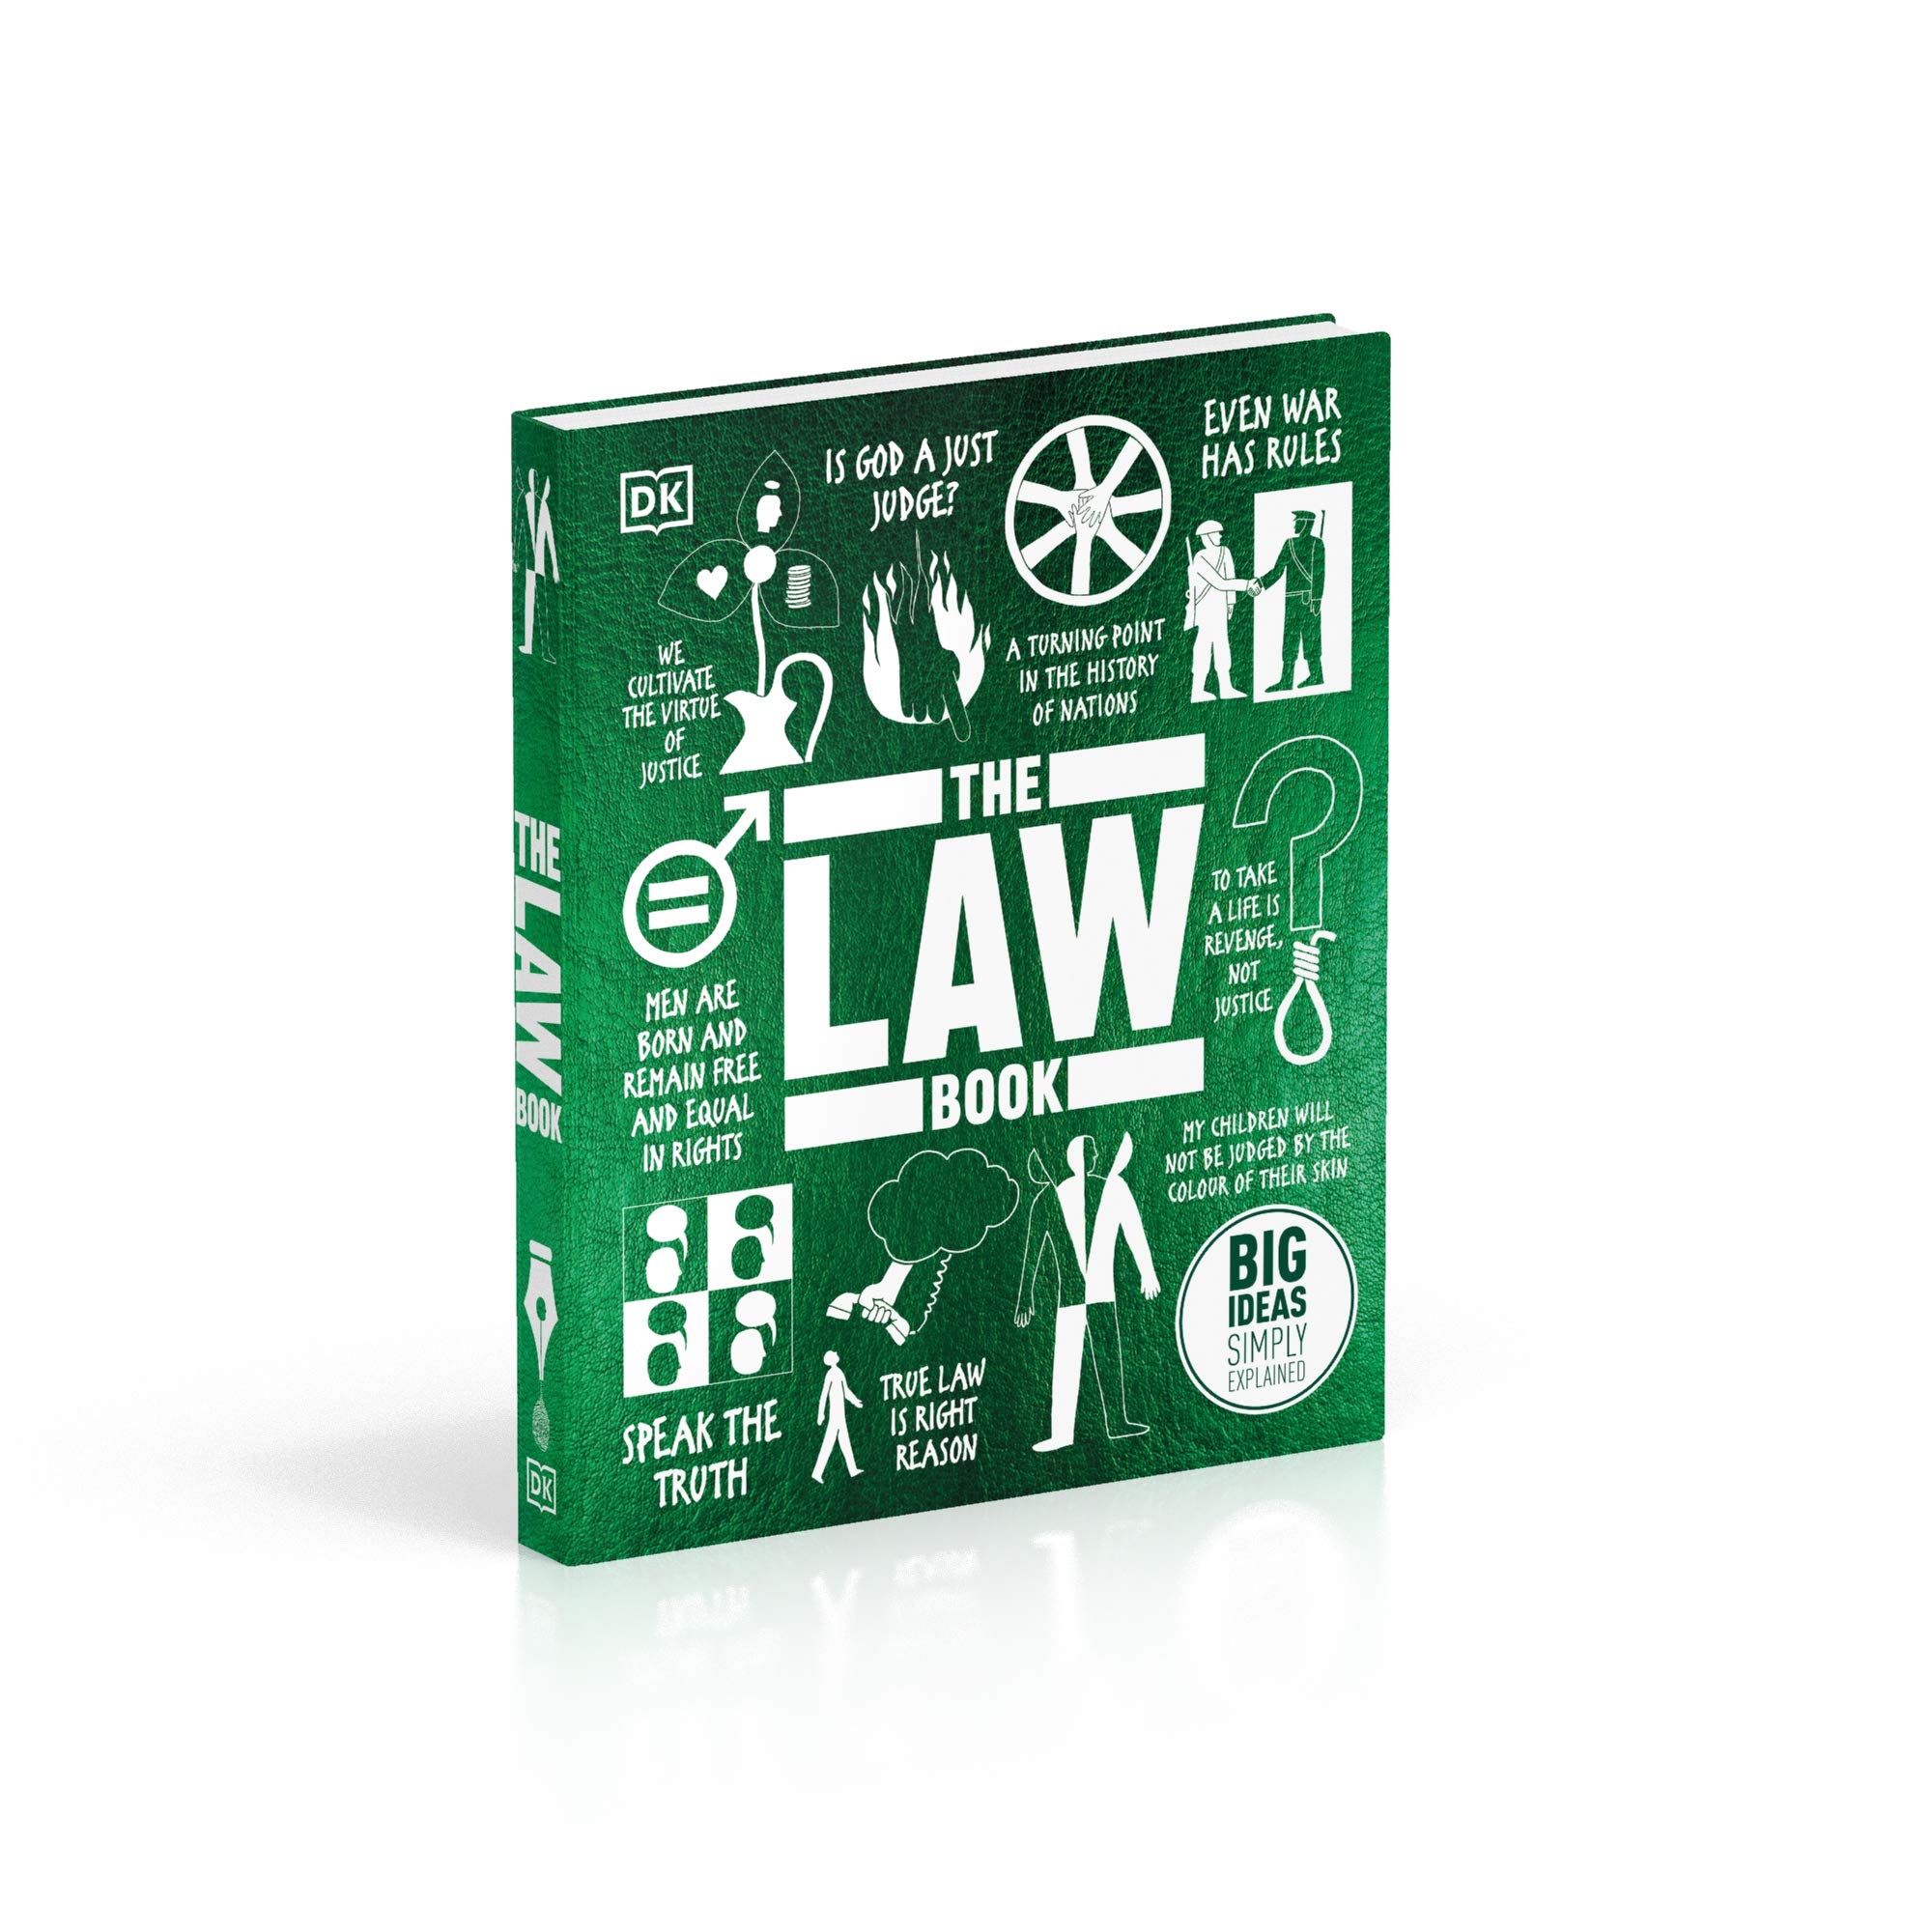 DK
IS GOD A JUST
JUDGE?
EVEN WAR
HAS RULES
WE
CULTIVATE
THE VIRTUE
OF
JUSTICE
A TURNING POINT
IN THE HISTORY
OF NATIONS
THE
LAW
BOOK
TO TAKE
A LIFE IS
REVENGE,
NOT
JUSTICE
MEN ARE
BORN AND
REMAIN FREE
AND EQUAL
IN RIGHTS
MY CHILDREN WILL
NOT BE JUDGED BY THE
COLOUR OF THEIR SKIN
BIG
IDEAS
SIMPLY
EXPLAINED
SPEAK THE
TRUTH
TRUE LAW
IS RIGHT
REASON
THE LAW BOOK
DK